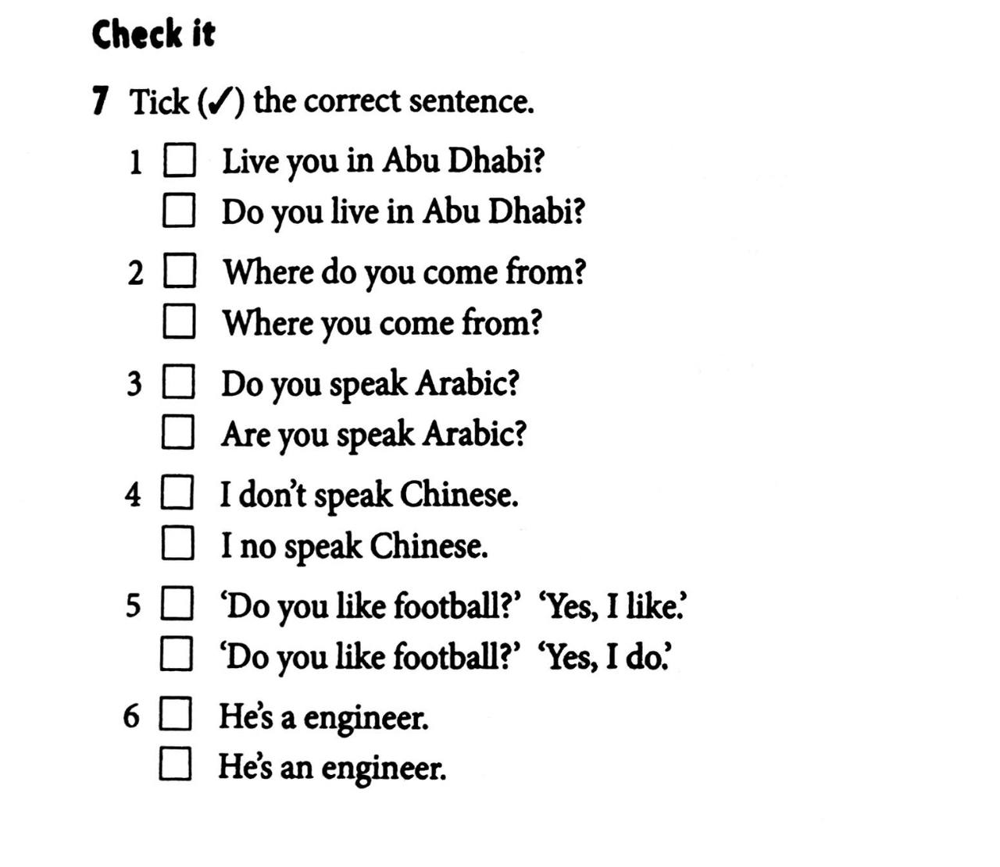 Check it
7 Tick (✓) the correct sentence.
1 □ Live you in Abu Dhabi?
□ Do you live in Abu Dhabi?
2 □ Where do you come from?
□ Where you come from?
3 □ Do you speak Arabic?
□ Are you speak Arabic?
4 □ I don’t speak Chinese.
□ I no speak Chinese.
5 □ ‘Do you like football?’ ‘Yes, I like.’
□ ‘Do you like football?’ ‘Yes, I do.’
6 □ He’s a engineer.
□ He’s an engineer.